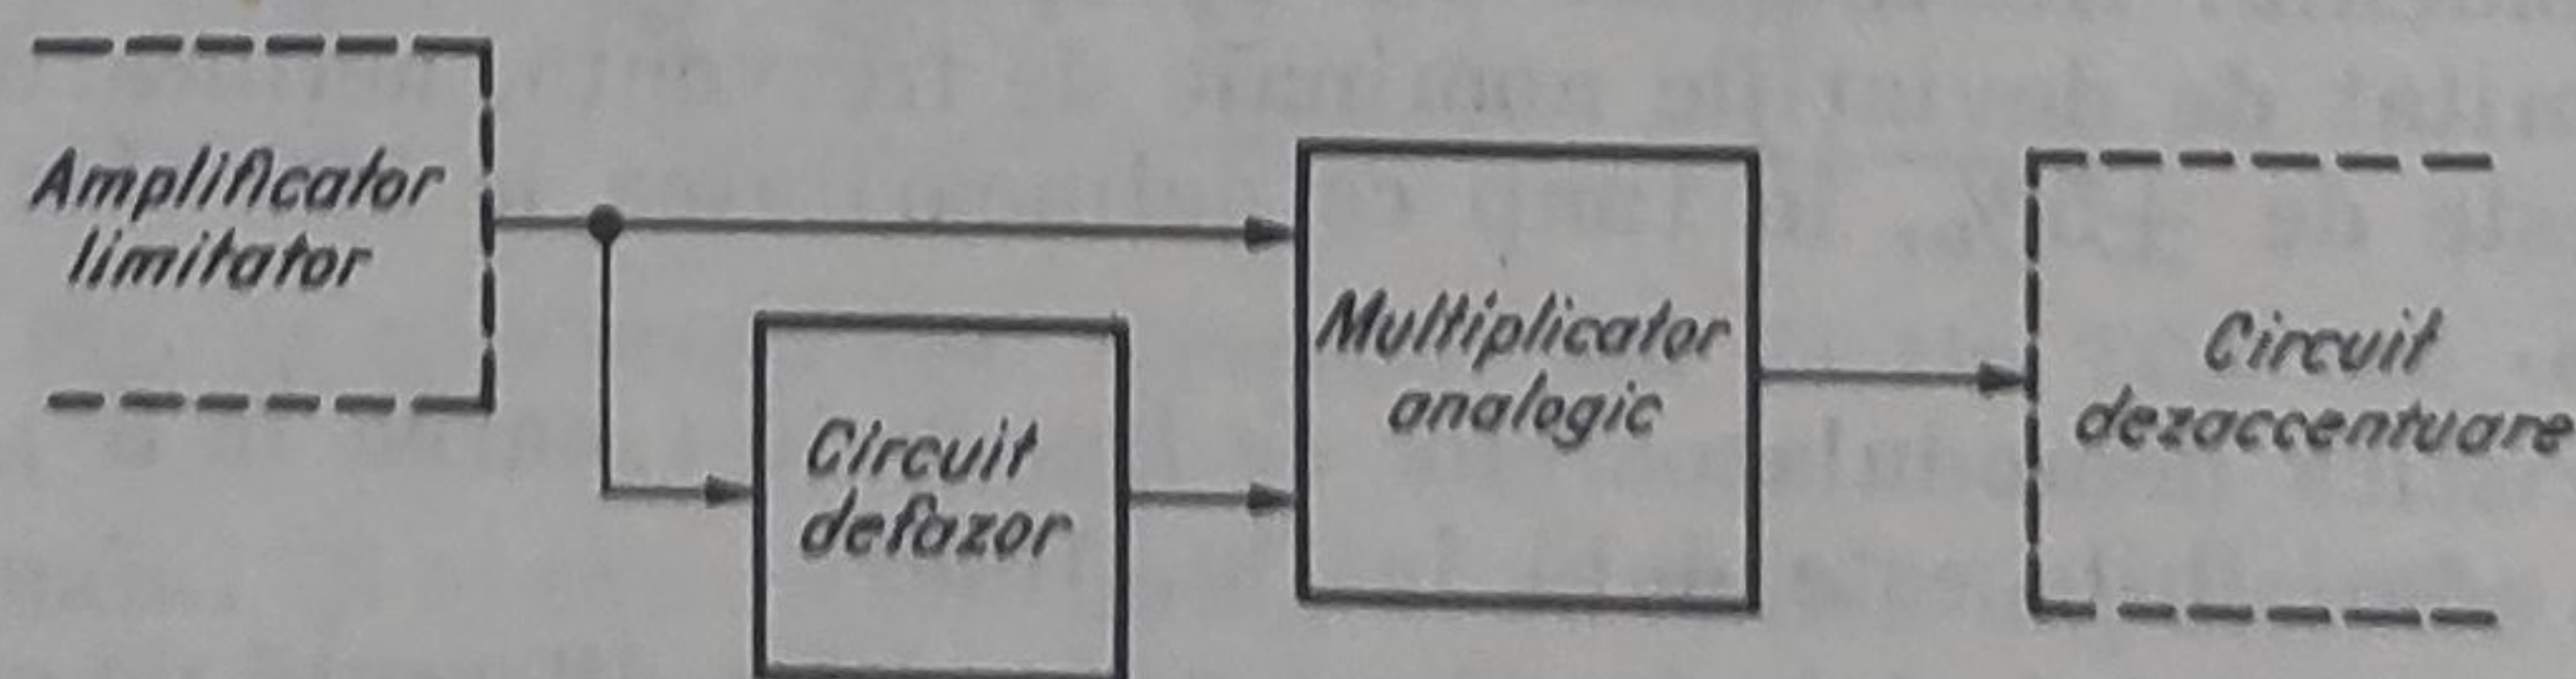 Amplificator
limitator
Circuit
defazor
Multiplicator
analogic
Circuit
dezaccentuare